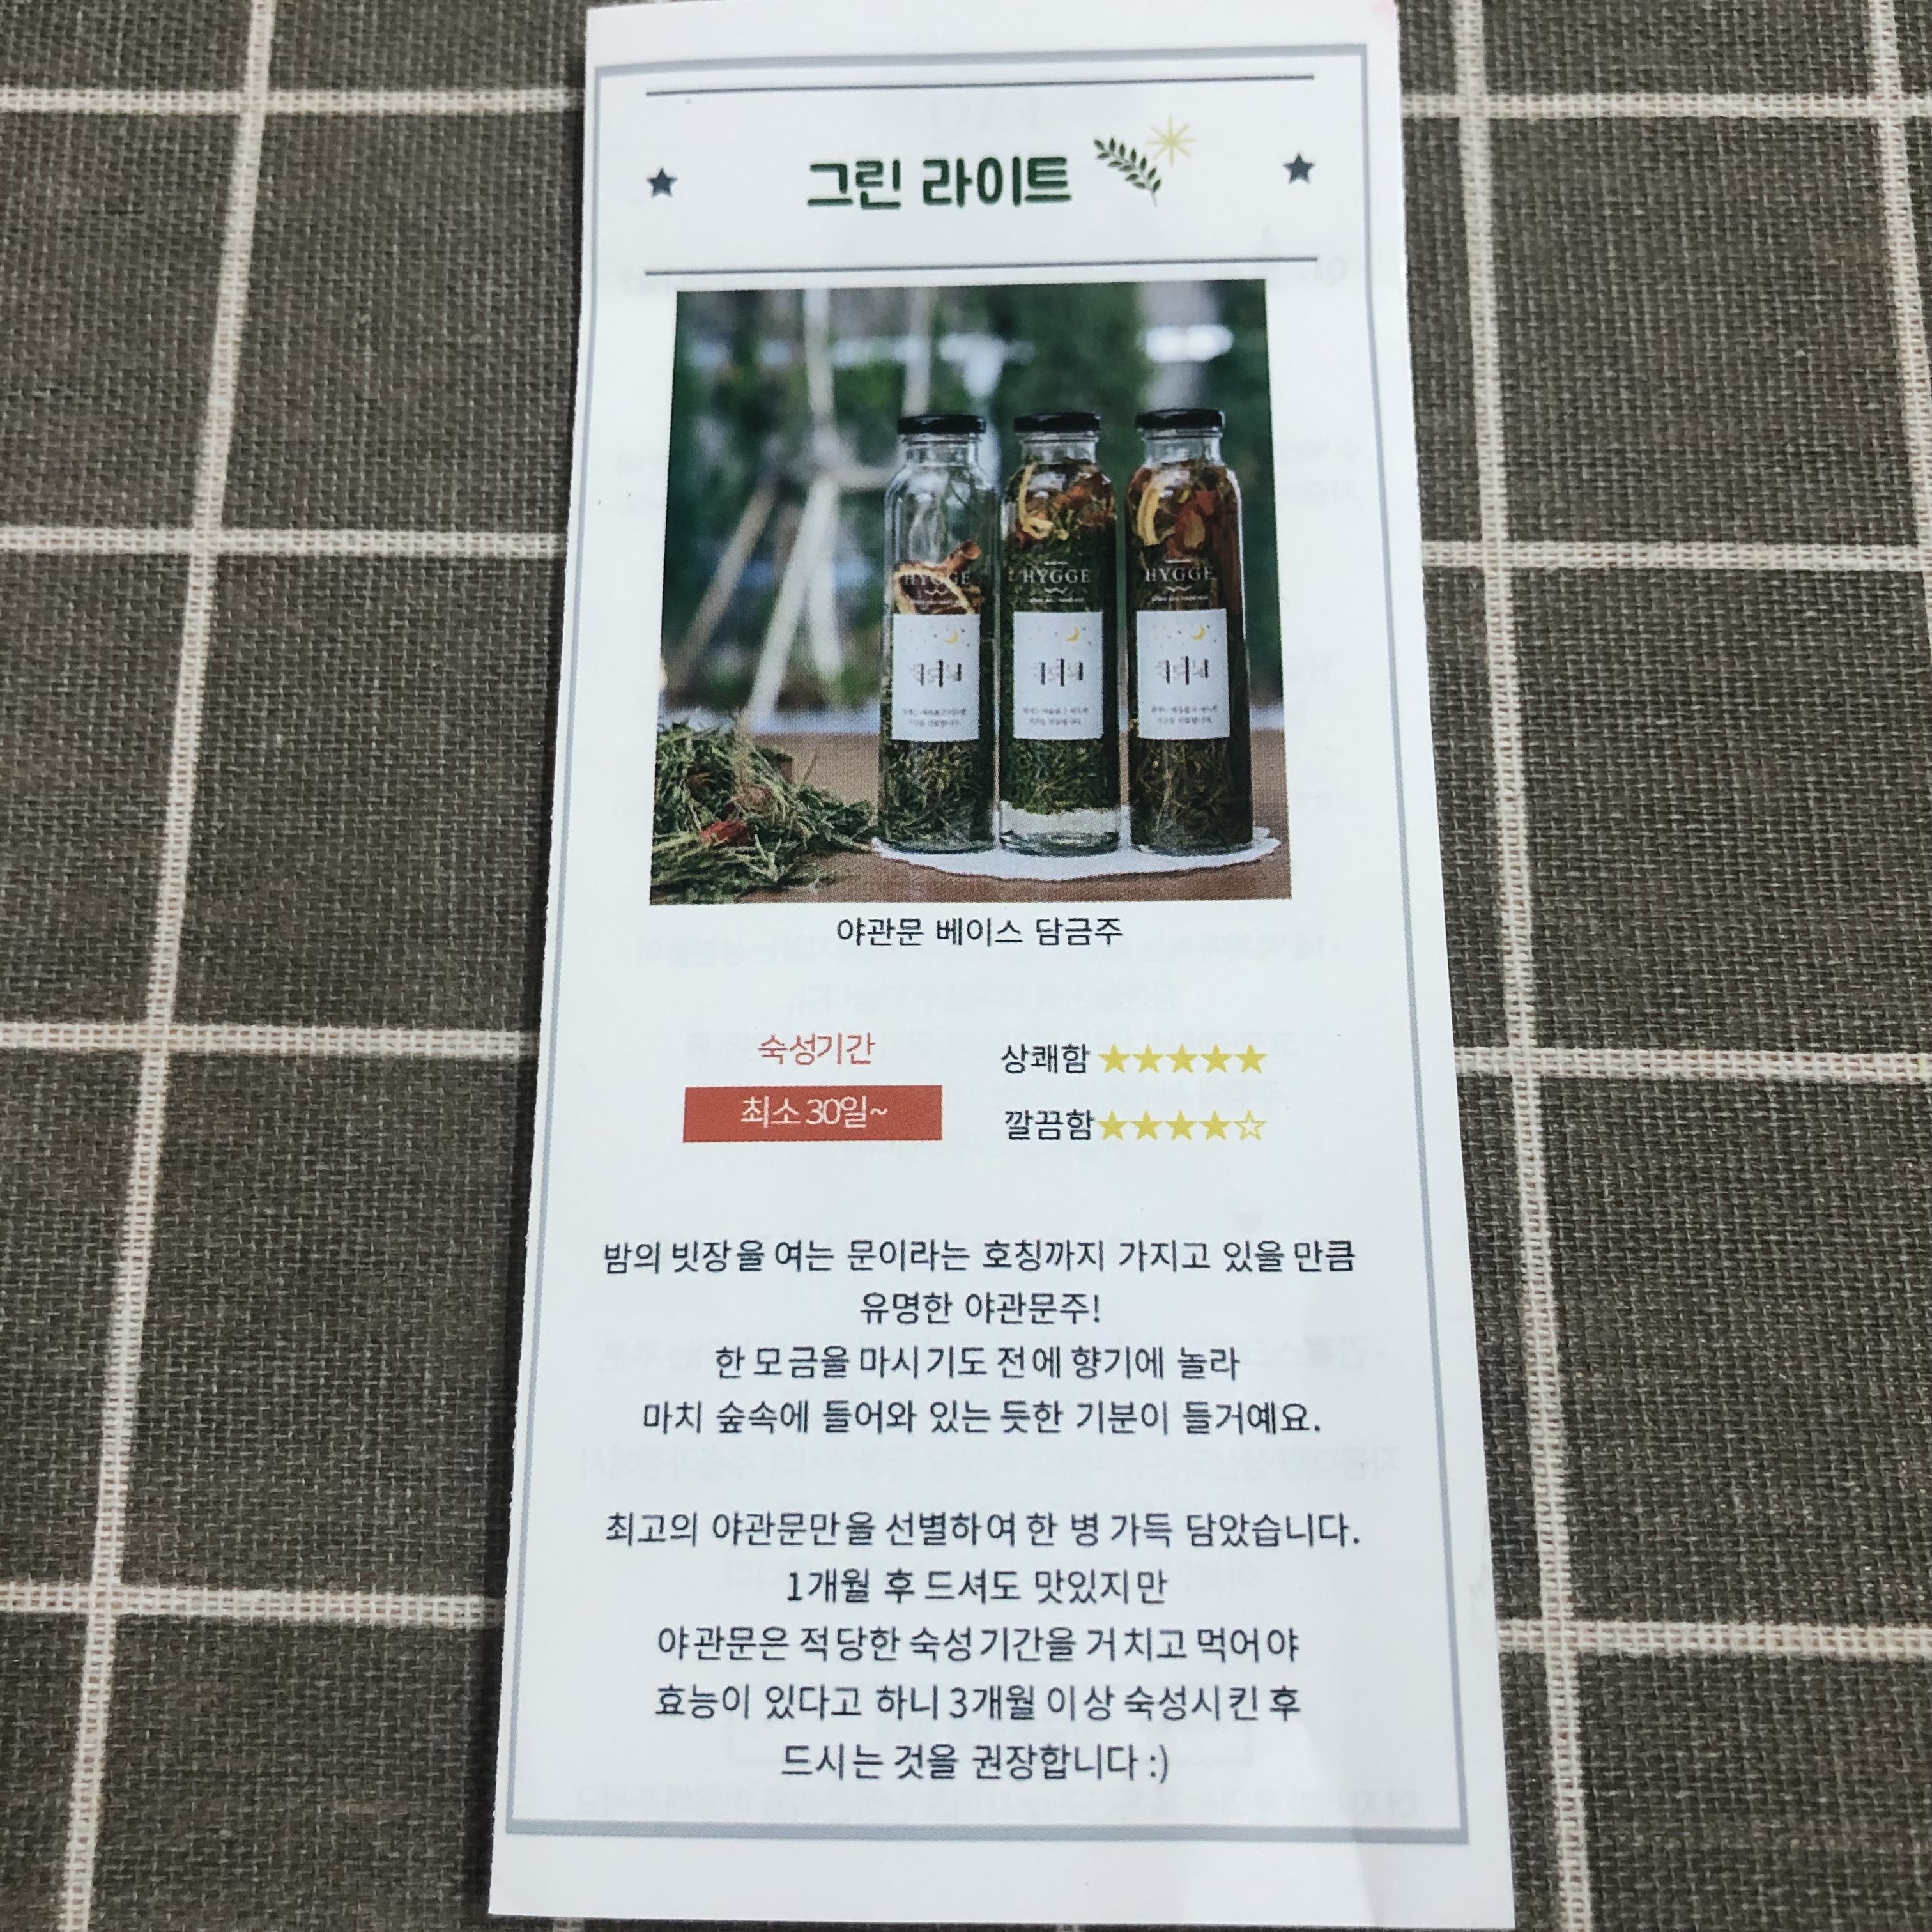 그린 라이트
HYGGE HYGGE HYGGE
야관문 베이스 담금주
숙성기간
최소 30일~
상쾌함 ★★★★★
깔끔함 ★★★★☆
밤의 빗장을 여는 문이라는 호칭까지 가지고 있을 만큼
유명한 야관문주!
한 모금을 마시기도 전에 향기에 놀라
마치 숲속에 들어와 있는 듯한 기분이 들거예요.
최고의 야관문만을 선별하여 한 병 가득 담았습니다.
1개월 후 드셔도 맛있지만
야관문은 적당한 숙성기간을 거치고 먹어야
효능이 있다고 하니 3개월 이상 숙성시킨 후
드시는 것을 권장합니다 :)